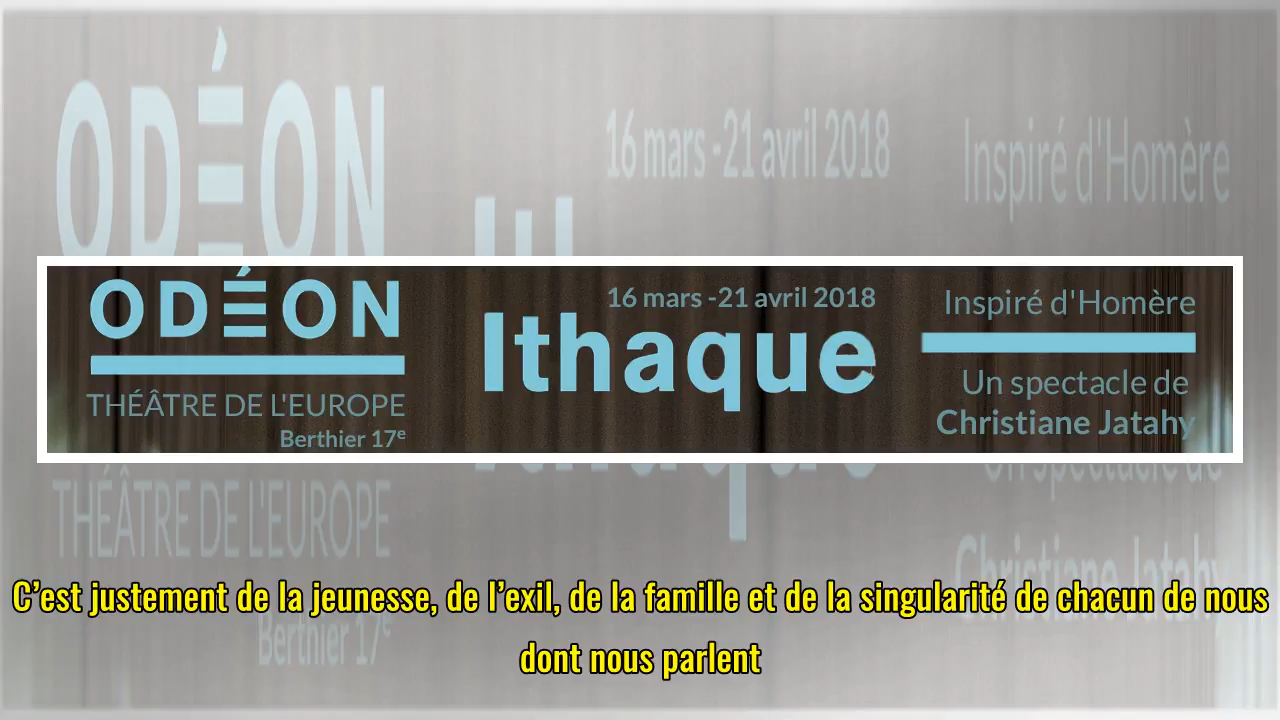 ODÉON
THÉÂTRE DE L'EUROPE
Berthier 17e
16 mars -21 avril 2018
Ithaque
Inspiré d'Homère
Un spectacle de
Christiane Jatahy
C’est justement de la jeunesse, de l’exil, de la famille et de la singularité de chacun de nous
dont nous parlent